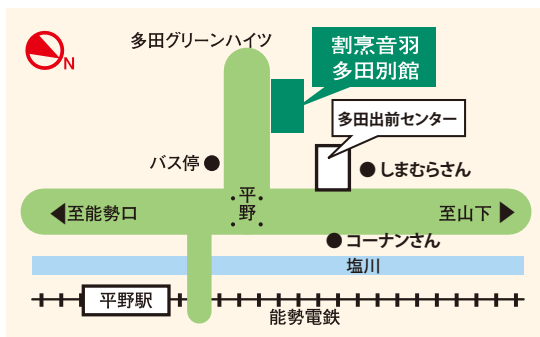 多田グリーンハイツ
割烹音羽
多田別館
N
多田出前センター
バス停
しまむらさん
平
野
至能勢口
至山下
コーナンさん
塩川
平野駅
能勢電鉄